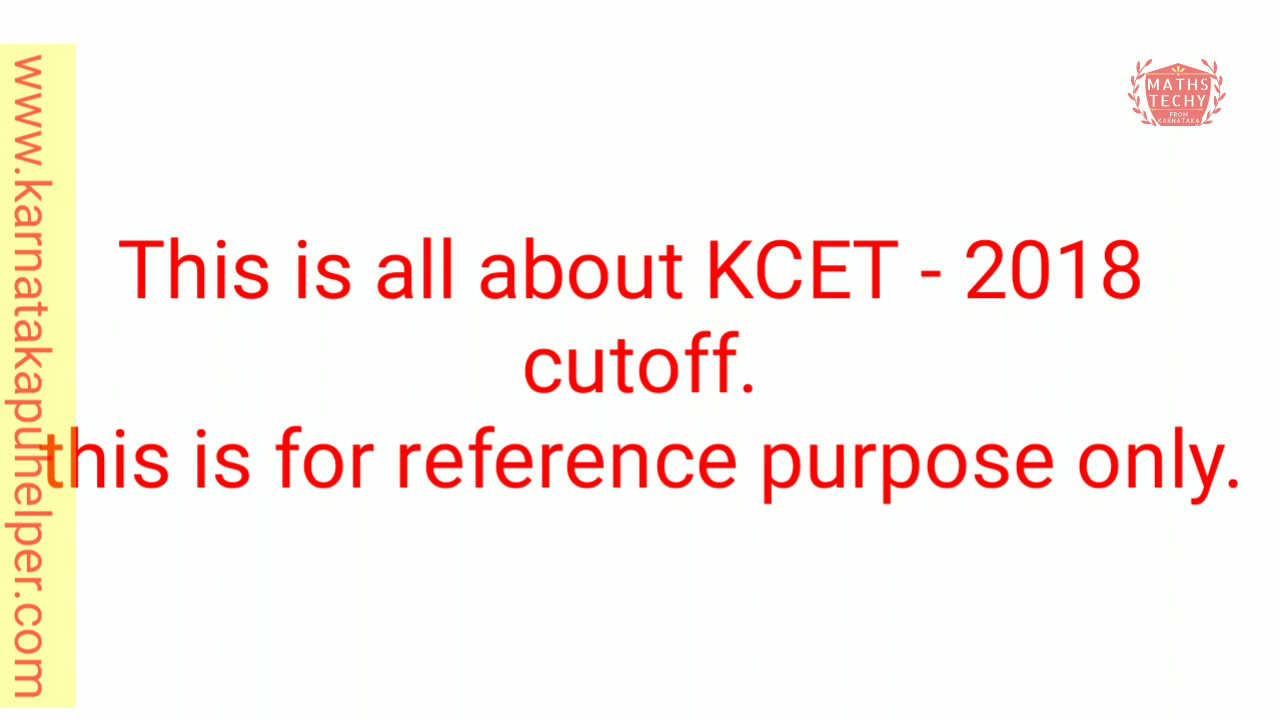 www.karnatakapuhelper.com
MATHS
TECHY
FROM
KARNATAKA
This is all about KCET - 2018
cutoff.
this is for reference purpose only.